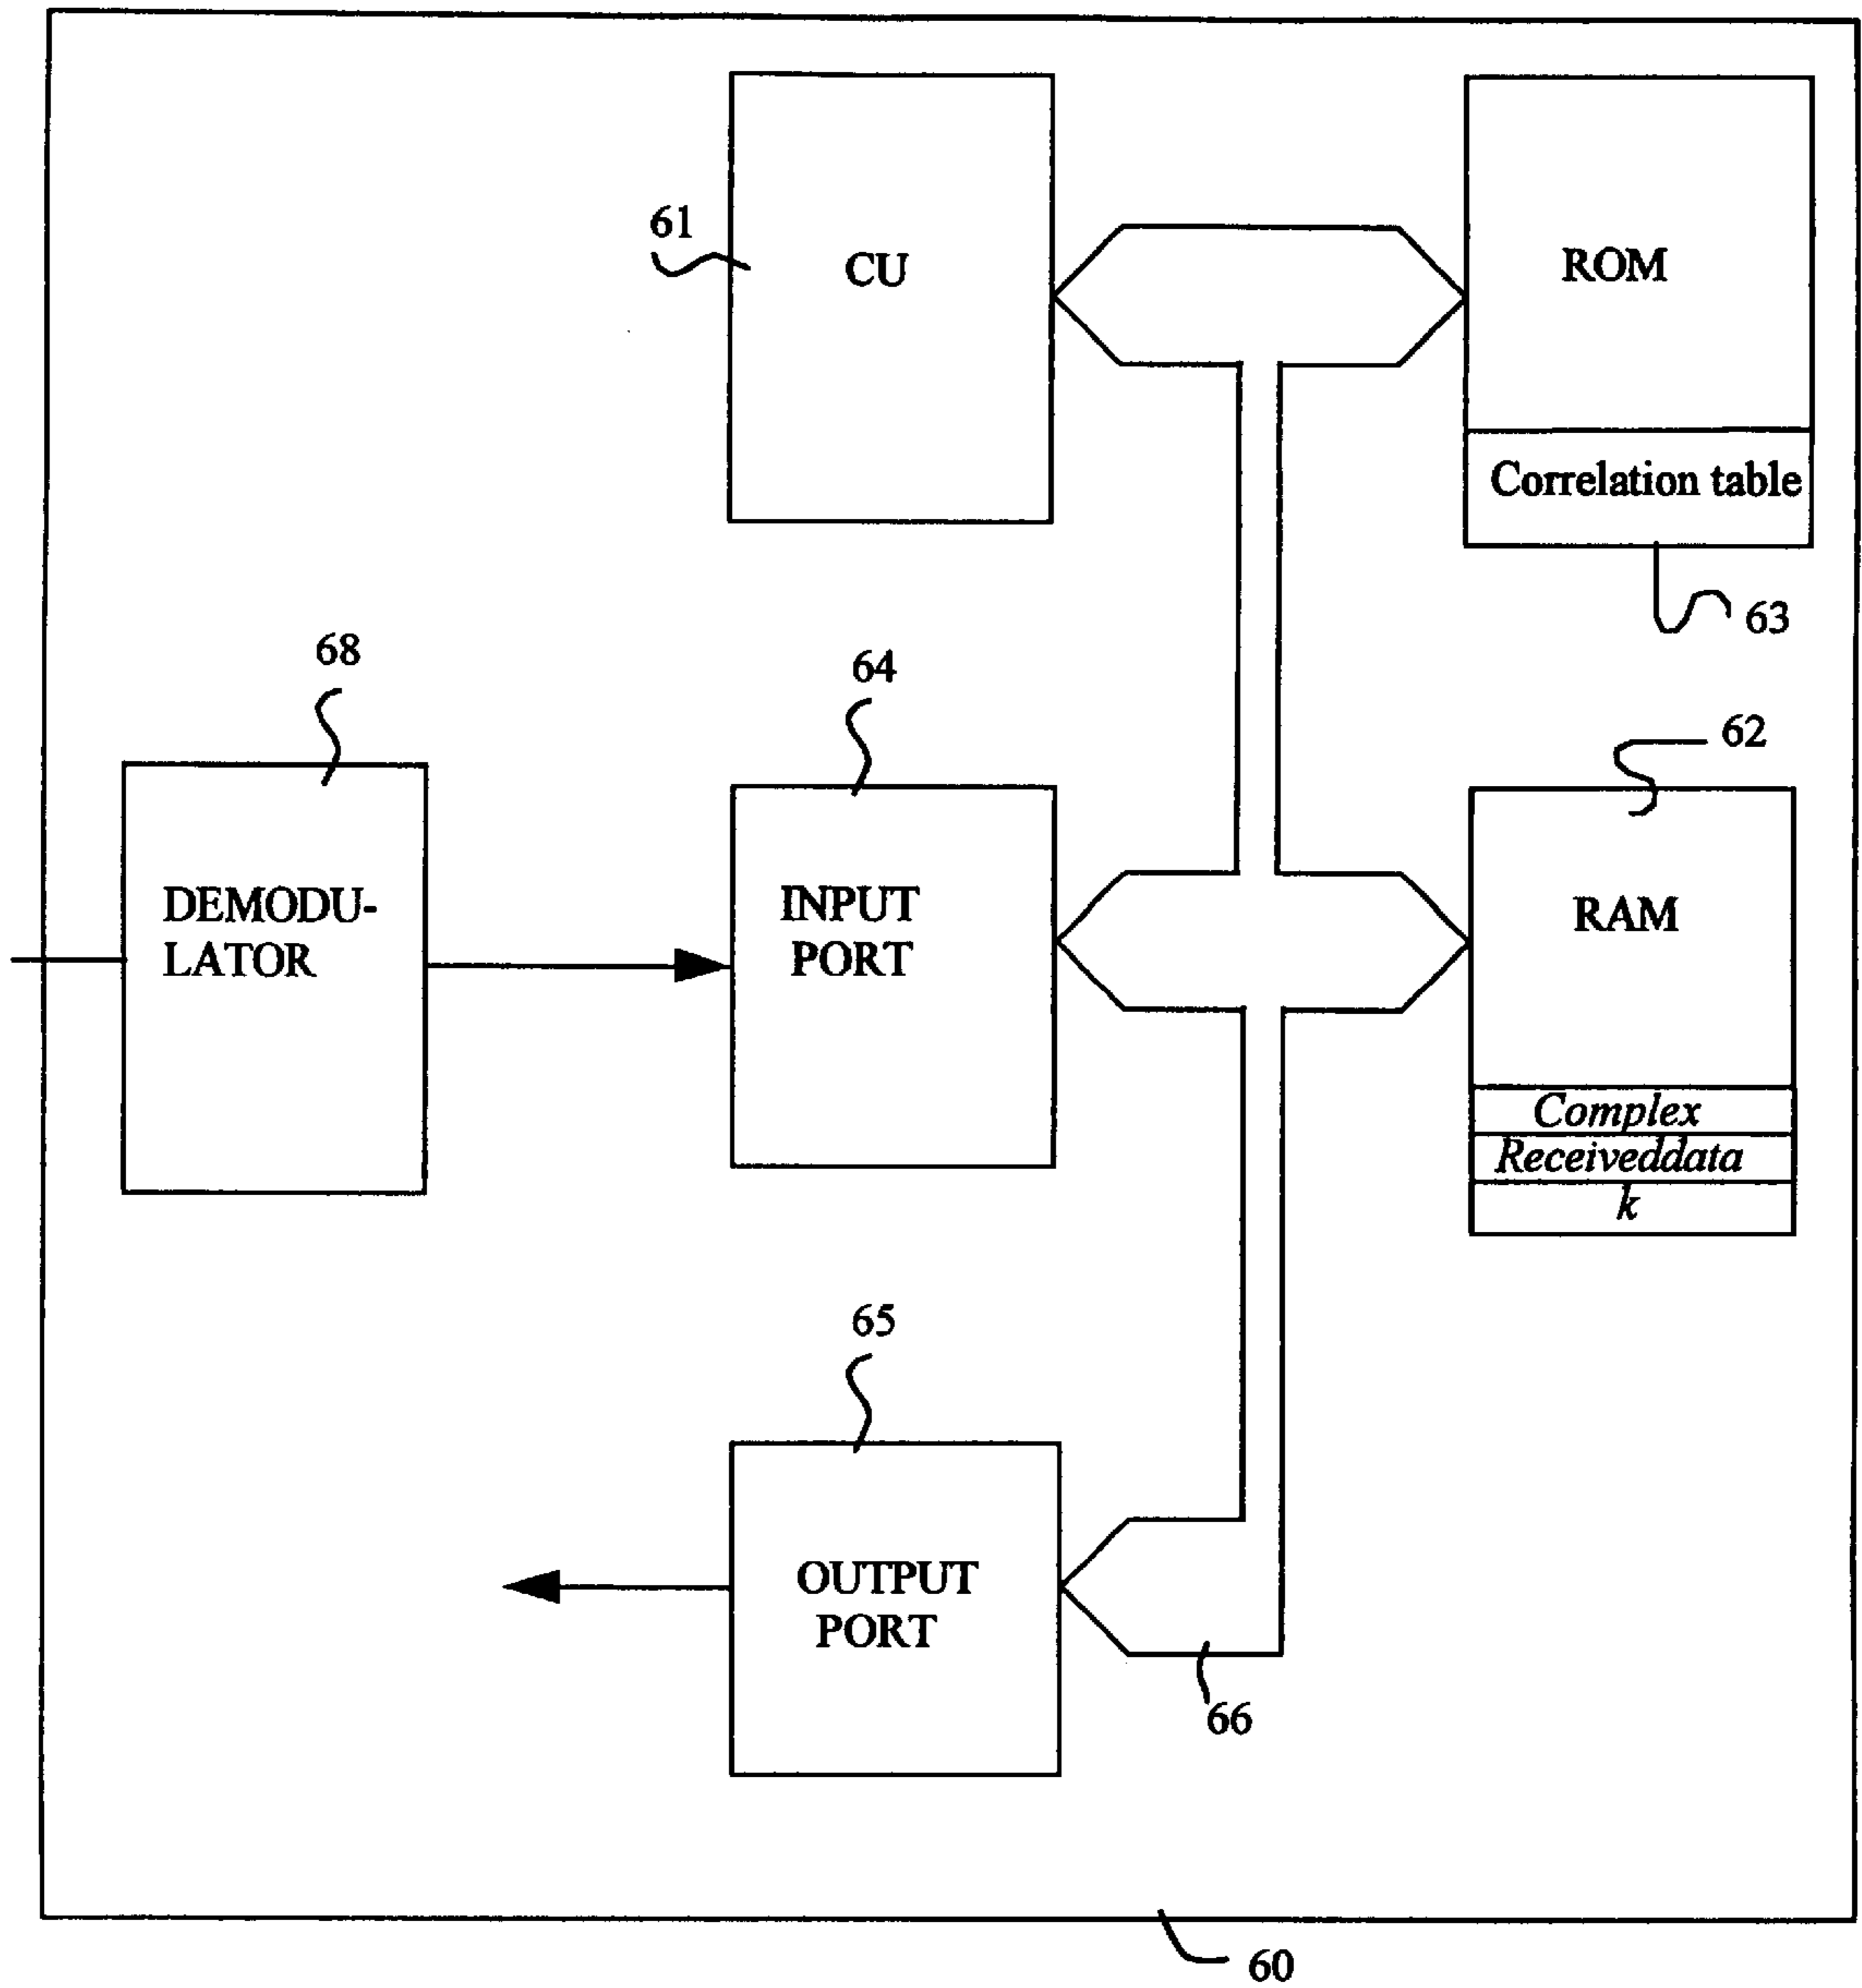 61
CU
ROM
Correlation table
63
68
64
62
DEMODU-
LATOR
INPUT
PORT
RAM
Complex
Receiveddata
k
65
OUTPUT
PORT
66
60